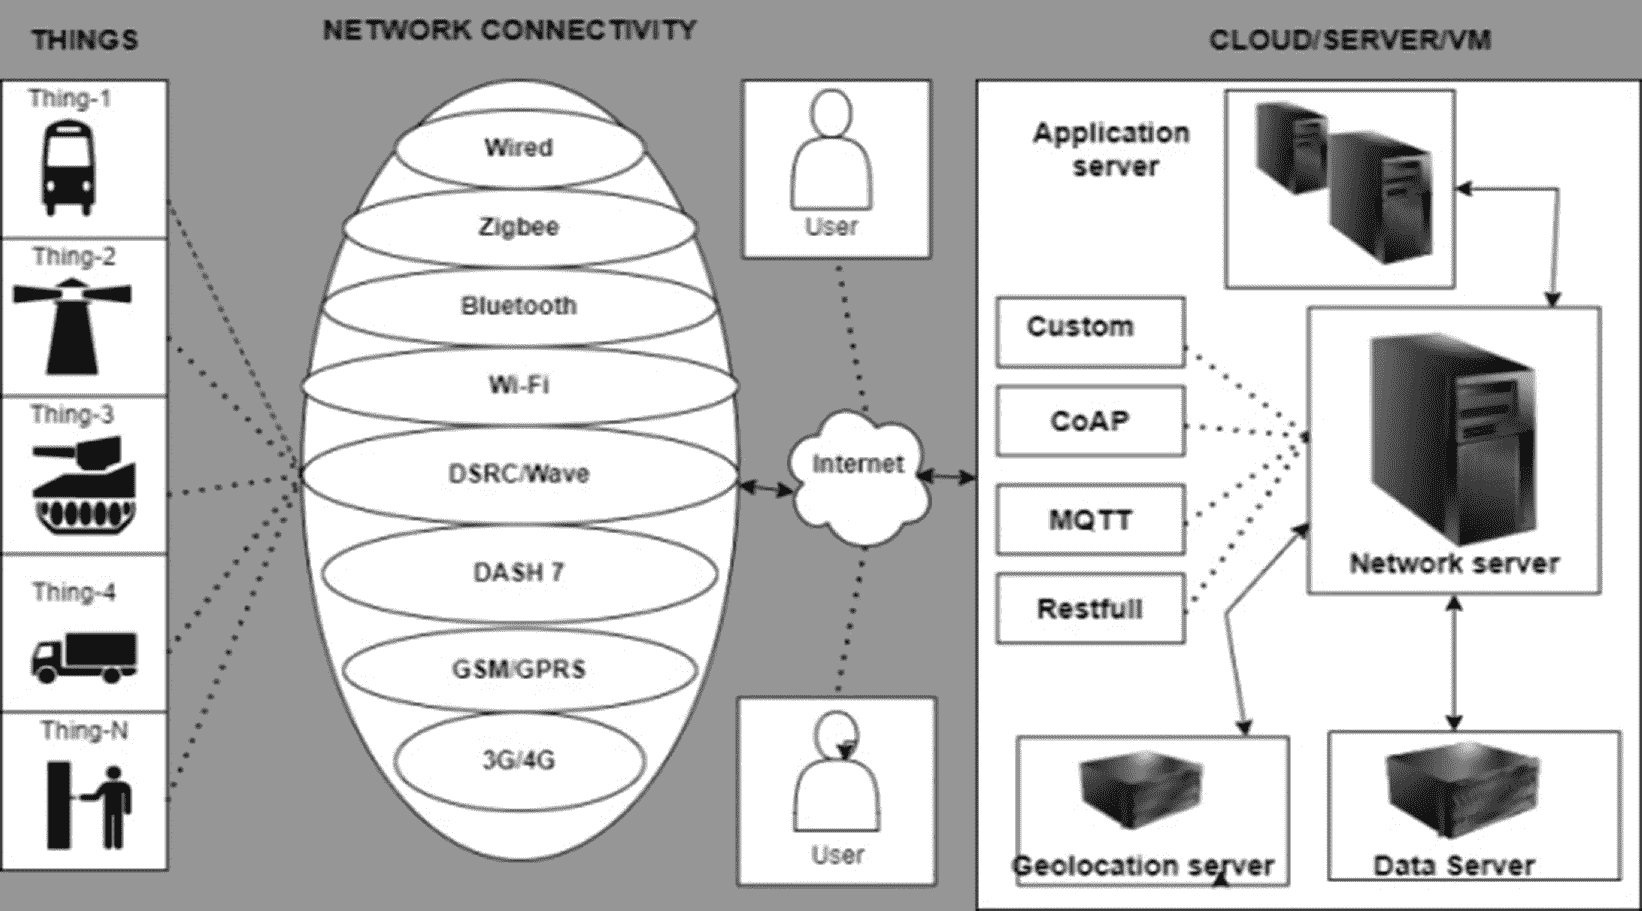 THINGS
NETWORK CONNECTIVITY
CLOUD/SERVER/VM
Thing-1
Thing-2
Thing-3
Thing-4
Thing-N
Wired
Zigbee
Bluetooth
Wi-Fi
DSRC/Wave
DASH 7
GSM/GPRS
3G/4G
User
Internet
User
Application
server
Custom
CoAP
MQTT
Restfull
Network server
Geolocation server
Data Server